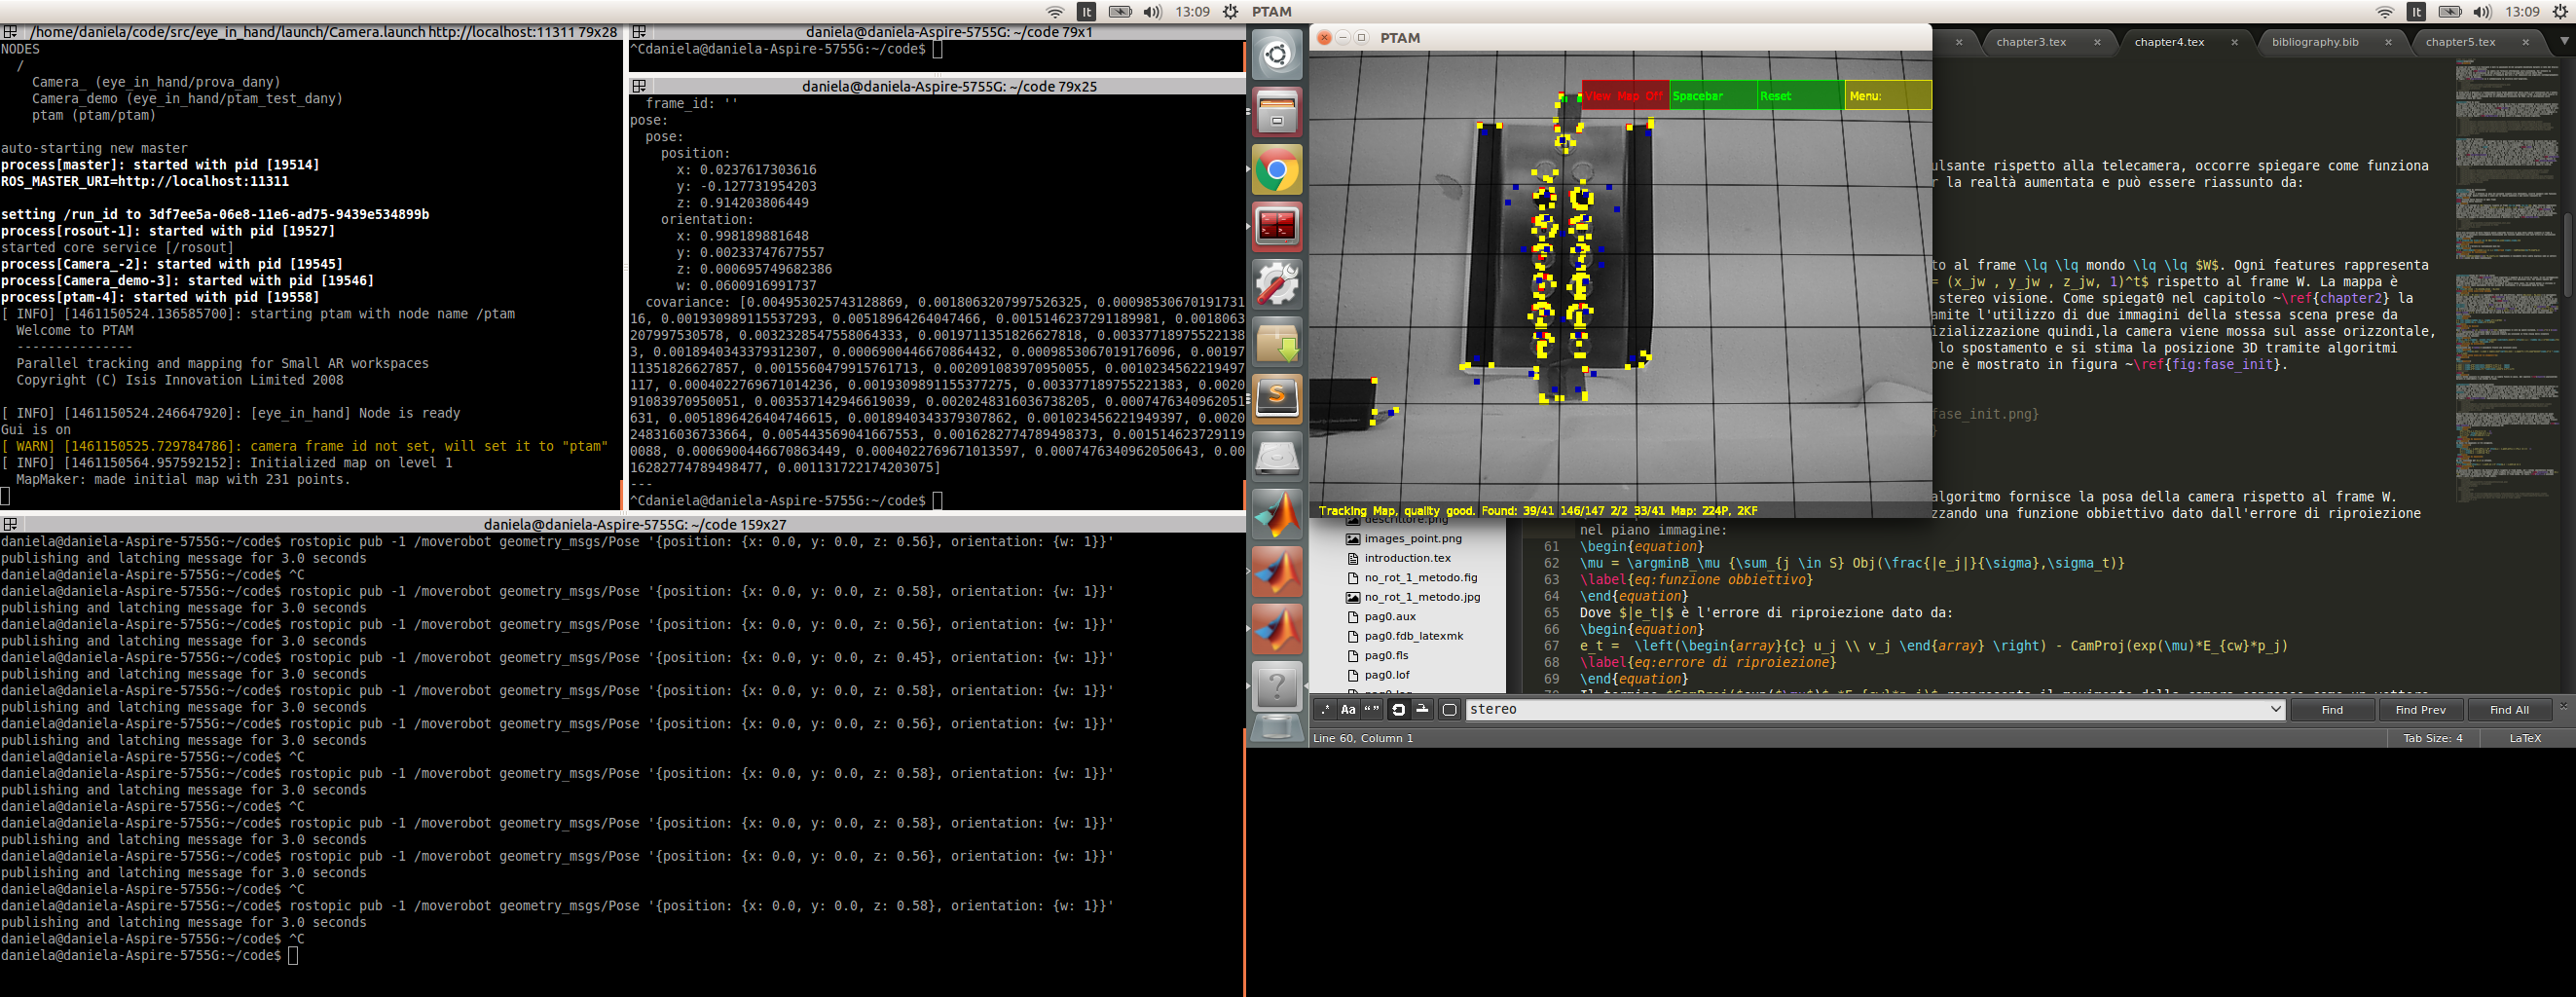 13:09
PTAM
13:09
/home/daniela/code/src/eye_in_hand/launch/Camera.launch http://localhost:11311 79x28
NODES
/
Camera_ (eye_in_hand/prova_dany)
Camera_demo (eye_in_hand/ptam_test_dany)
ptam (ptam/ptam)
auto-starting new master
process[master]: started with pid [19514]
ROS_MASTER_URI=http://localhost:11311
setting /run_id to 3df7ee5a-06e8-11e6-ad75-9439e534899b
process[rosout-1]: started with pid [19527]
started core service [/rosout]
process[Camera_-2]: started with pid [19545]
process[Camera_demo-3]: started with pid [19546]
process[ptam-4]: started with pid [19558]
[ INFO] [1461150524.136585700]: starting ptam with node name /ptam
Welcome to PTAM
---------------
Parallel tracking and mapping for Small AR workspaces
Copyright (C) Isis Innovation Limited 2008
[ INFO] [1461150524.246647920]: [eye_in_hand] Node is ready
Gui is on
[ WARN] [1461150525.729784786]: camera frame id not set, will set it to "ptam"
[ INFO] [1461150564.957592152]: Initialized map on level 1
MapMaker: made initial map with 231 points.
daniela@daniela-Aspire-5755G: ~/code 79x1
^Cdaniela@daniela-Aspire-5755G:~/code$
daniela@daniela-Aspire-5755G: ~/code 79x25
frame_id: ''
pose:
pose:
position:
x: 0.0237617303616
y: -0.127731954203
z: 0.914203806449
orientation:
x: 0.998189881648
y: 0.00233747677557
z: 0.000695749682386
w: 0.0600916991737
covariance: [0.004953025743128869, 0.0018063207997526325, 0.00098530670191731
16, 0.001930989115537293, 0.00518964264047466, 0.0015146237291189981, 0.0018063
207997530578, 0.0032328547558064333, 0.0019711351826627818, 0.00337718975522138
3, 0.0018940343379312307, 0.0006900446670864432, 0.0009853067019176096, 0.00197
11351826627857, 0.0015560479915761713, 0.002091083970950055, 0.0010234562219497
117, 0.0004022769671014236, 0.0019309891155377275, 0.003377189755221383, 0.0020
91083970950051, 0.003537142946619039, 0.0020248316036738205, 0.0007476340962051
631, 0.0051896426404746615, 0.0018940343379307862, 0.001023456221949397, 0.0020
248316036733664, 0.005443569041667553, 0.0016282774789498373, 0.001514623729119
0088, 0.0006900446670863449, 0.0004022769671013597, 0.0007476340962050643, 0.00
16282774789498477, 0.001131722174203075]
---
^Cdaniela@daniela-Aspire-5755G:~/code$
daniela@daniela-Aspire-5755G: ~/code 159x27
daniela@daniela-Aspire-5755G:~/code$ rostopic pub -1 /moverobot geometry_msgs/Pose '{position: {x: 0.0, y: 0.0, z: 0.56}, orientation: {w: 1}}'
publishing and latching message for 3.0 seconds
daniela@daniela-Aspire-5755G:~/code$ ^C
daniela@daniela-Aspire-5755G:~/code$ rostopic pub -1 /moverobot geometry_msgs/Pose '{position: {x: 0.0, y: 0.0, z: 0.58}, orientation: {w: 1}}'
publishing and latching message for 3.0 seconds
daniela@daniela-Aspire-5755G:~/code$ rostopic pub -1 /moverobot geometry_msgs/Pose '{position: {x: 0.0, y: 0.0, z: 0.56}, orientation: {w: 1}}'
publishing and latching message for 3.0 seconds
daniela@daniela-Aspire-5755G:~/code$ rostopic pub -1 /moverobot geometry_msgs/Pose '{position: {x: 0.0, y: 0.0, z: 0.45}, orientation: {w: 1}}'
publishing and latching message for 3.0 seconds
daniela@daniela-Aspire-5755G:~/code$ rostopic pub -1 /moverobot geometry_msgs/Pose '{position: {x: 0.0, y: 0.0, z: 0.58}, orientation: {w: 1}}'
publishing and latching message for 3.0 seconds
daniela@daniela-Aspire-5755G:~/code$ rostopic pub -1 /moverobot geometry_msgs/Pose '{position: {x: 0.0, y: 0.0, z: 0.56}, orientation: {w: 1}}'
publishing and latching message for 3.0 seconds
daniela@daniela-Aspire-5755G:~/code$ ^C
daniela@daniela-Aspire-5755G:~/code$ rostopic pub -1 /moverobot geometry_msgs/Pose '{position: {x: 0.0, y: 0.0, z: 0.58}, orientation: {w: 1}}'
publishing and latching message for 3.0 seconds
daniela@daniela-Aspire-5755G:~/code$ ^C
daniela@daniela-Aspire-5755G:~/code$ rostopic pub -1 /moverobot geometry_msgs/Pose '{position: {x: 0.0, y: 0.0, z: 0.58}, orientation: {w: 1}}'
publishing and latching message for 3.0 seconds
daniela@daniela-Aspire-5755G:~/code$ rostopic pub -1 /moverobot geometry_msgs/Pose '{position: {x: 0.0, y: 0.0, z: 0.56}, orientation: {w: 1}}'
publishing and latching message for 3.0 seconds
daniela@daniela-Aspire-5755G:~/code$ ^C
daniela@daniela-Aspire-5755G:~/code$ rostopic pub -1 /moverobot geometry_msgs/Pose '{position: {x: 0.0, y: 0.0, z: 0.58}, orientation: {w: 1}}'
publishing and latching message for 3.0 seconds
daniela@daniela-Aspire-5755G:~/code$ ^C
daniela@daniela-Aspire-5755G:~/code$
PTAM
View Map Off Spacebar Reset Menu:
Tracking Map, quality good. Found: 39/41 146/147 2/2 33/41 Map: 224P, 2KF
chapter3.tex chapter4.tex bibliography.bib chapter5.tex
ulsante rispetto alla telecamera, occorre spiegare come funziona
r la realtà aumentata e può essere riassunto da:
to al frame \lq \lq mondo \lq \lq $W$. Ogni features rappresenta
= (x_jw , y_jw , z_jw, 1)^t$ rispetto al frame W. La mappa è
stereo visione. Come spiegat0 nel capitolo ~\ref{chapter2} la
amite l'utilizzo di due immagini della stessa scena prese da
izializzazione quindi,la camera viene mossa sul asse orizzontale,
lo spostamento e si stima la posizione 3D tramite algoritmi
one è mostrato in figura ~\ref{fig:fase_init}.
fase_init.png}
}
algoritmo fornisce la posa della camera rispetto al frame W.
zzando una funzione obbiettivo dato dall'errore di riproiezione
nel piano immagine:
61 \begin{equation}
62 \mu = \argminB_\mu {\sum_{j \in S} Obj(\frac{|e_j|}{\sigma},\sigma_t)}
63 \label{eq:funzione obbiettivo}
64 \end{equation}
65 Dove $|e_t|$ è l'errore di riproiezione dato da:
66 \begin{equation}
67 e_t = \left(\begin{array}{c} u_j \\ v_j \end{array} \right) - CamProj(exp(\mu)*E_{cw}*p_j)
68 \label{eq:errore di riproiezione}
69 \end{equation}
descrittore.png
images_point.png
introduction.tex
no_rot_1_metodo.fig
no_rot_1_metodo.jpg
pag0.aux
pag0.fdb_latexmk
pag0.fls
pag0.lof
stereo
Find Find Prev Find All
Line 60, Column 1
Tab Size: 4 LaTeX